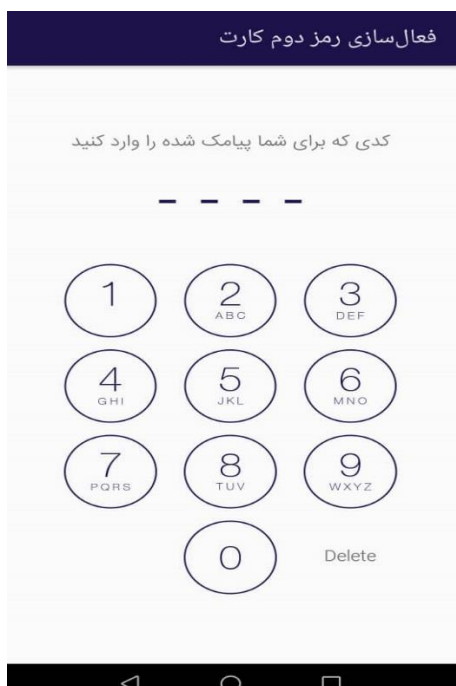 فعال‌سازی رمز دوم کارت
کدی که برای شما پیامک شده را وارد کنید
1 2 3
ABC DEF
4 5 6
GHI JKL MNO
7 8 9
PQRS TUV WXYZ
0 Delete